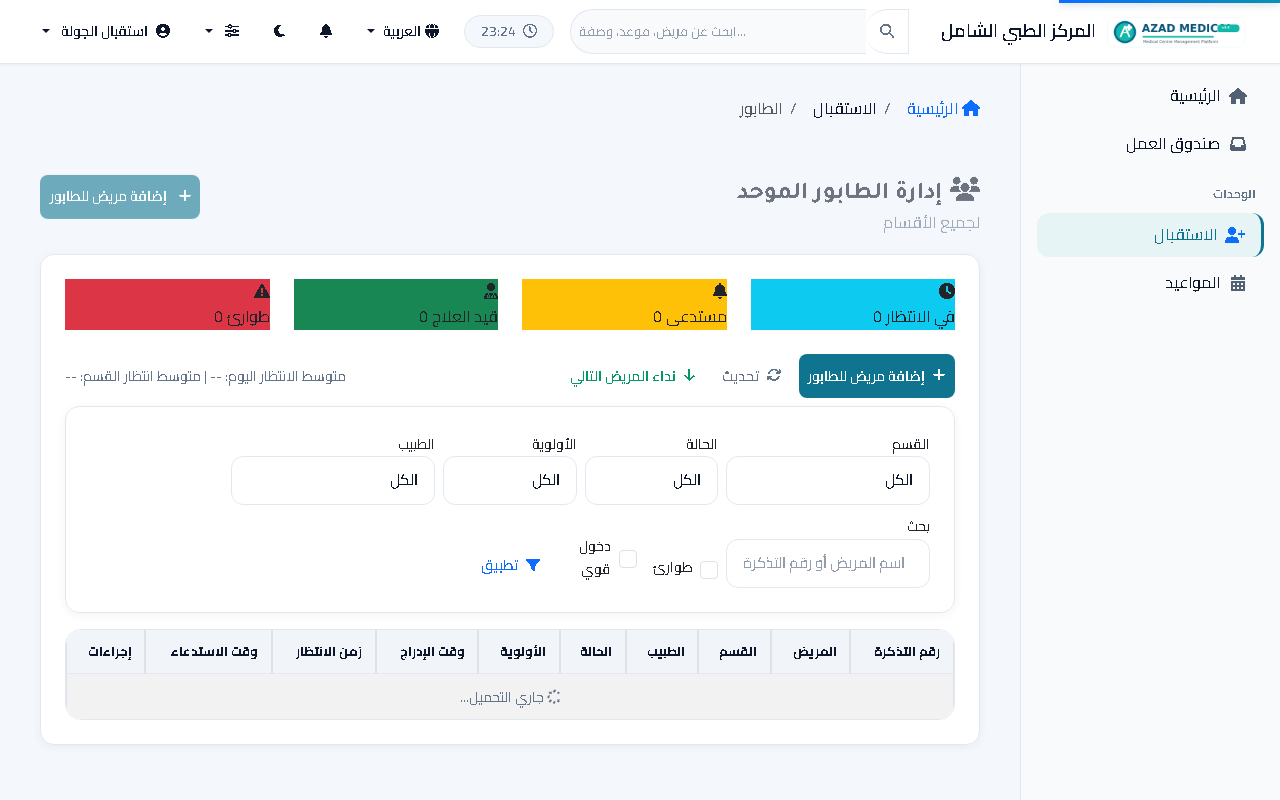 AZAD MEDIC
Medical Centre Management Platform
المركز الطبي الشامل
ابحث عن مريض، موعد، وصفة...
23:24
العربية
استقبال الجولة
الرئيسية
صندوق العمل
الوحدات
الاستقبال
المواعيد
الرئيسية / الاستقبال / الطابور
إدارة الطابور الموحد
لجميع الأقسام
إضافة مريض للطابور
في الانتظار 0
مستدعى 0
قيد العلاج 0
طوارئ 0
إضافة مريض للطابور
تحديث
نداء المريض التالي
متوسط الانتظار اليوم: -- | متوسط انتظار القسم: --
القسم
الحالة
الأولوية
الطبيب
الكل
الكل
الكل
الكل
بحث
اسم المريض أو رقم التذكرة
طوارئ
دخول
قوي
تطبيق
رقم التذكرة
المريض
القسم
الطبيب
الحالة
الأولوية
وقت الإدراج
زمن الانتظار
وقت الاستدعاء
إجراءات
جاري التحميل...